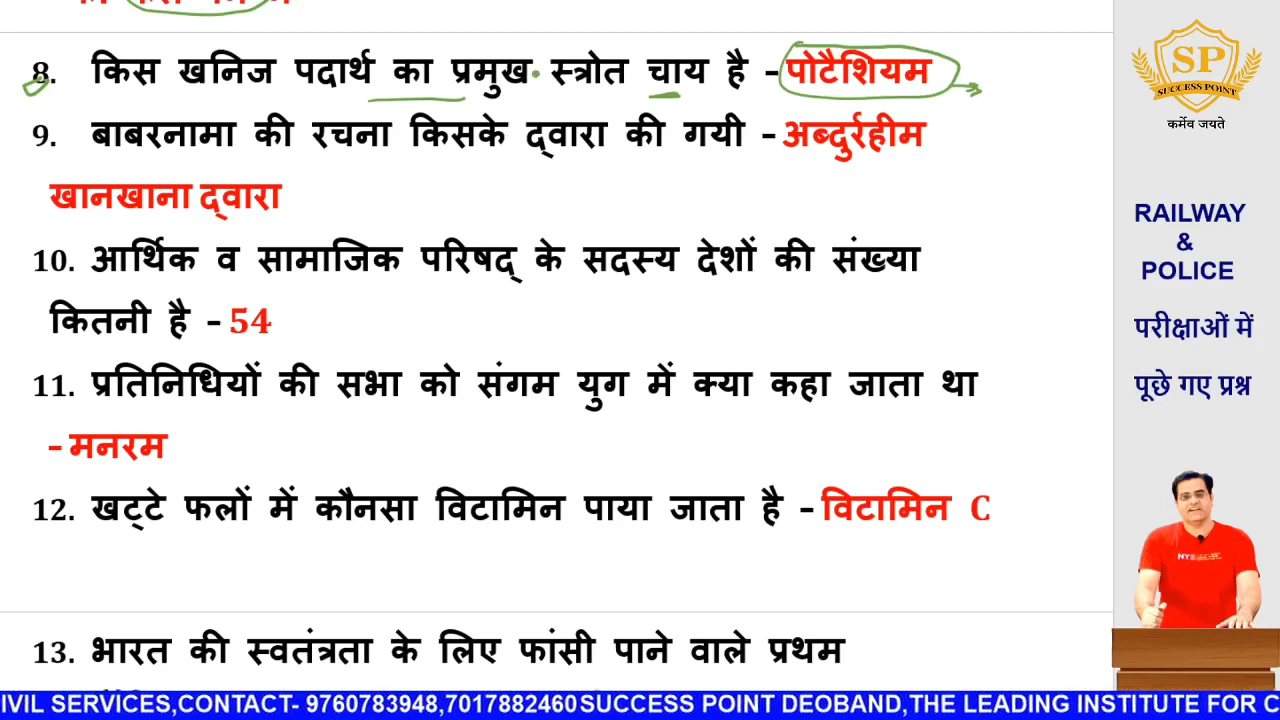 8. किस खनिज पदार्थ का प्रमुख स्त्रोत चाय है - पोटैशियम
9. बाबरनामा की रचना किसके द्वारा की गयी - अब्दुर्रहीम
खानखाना द्वारा
10. आर्थिक व सामाजिक परिषद् के सदस्य देशों की संख्या
कितनी है - 54
11. प्रतिनिधियों की सभा को संगम युग में क्या कहा जाता था
- मनरम
12. खट्टे फलों में कौनसा विटामिन पाया जाता है - विटामिन C
13. भारत की स्वतंत्रता के लिए फांसी पाने वाले प्रथम
SP
SUCCESS POINT
कर्मेव जयते
RAILWAY
&
POLICE
परीक्षाओं में
पूछे गए प्रश्न
IVIL SERVICES,CONTACT- 9760783948,7017882460 SUCCESS POINT DEOBAND,THE LEADING INSTITUTE FOR C